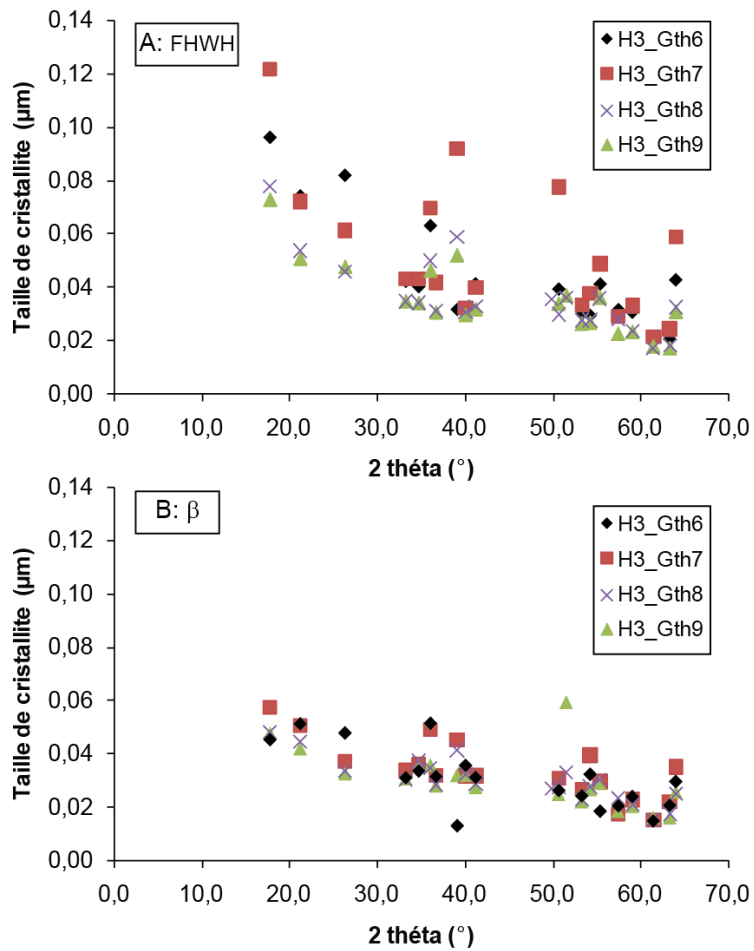 A: FHWH
Taille de cristallite (µm)
0,14
0,12
0,10
0,08
0,06
0,04
0,02
0,00
0,0 10,0 20,0 30,0 40,0 50,0 60,0 70,0
2 théta (°)
H3_Gth6
H3_Gth7
H3_Gth8
H3_Gth9
B: β
Taille de cristallite (µm)
0,14
0,12
0,10
0,08
0,06
0,04
0,02
0,00
0,0 10,0 20,0 30,0 40,0 50,0 60,0 70,0
2 théta (°)
H3_Gth6
H3_Gth7
H3_Gth8
H3_Gth9